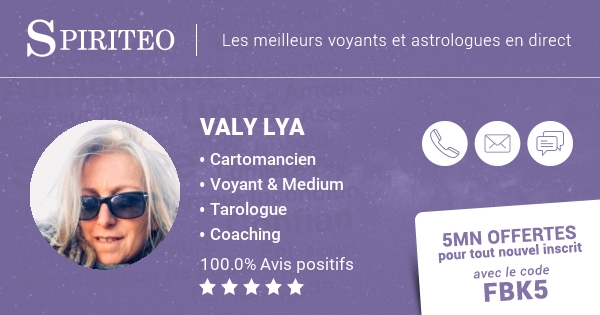 SPIRITEO
Les meilleurs voyants et astrologues en direct
VALY LYA
• Cartomancien
• Voyant & Medium
• Tarologue
• Coaching
100.0% Avis positifs
5MN OFFERTES
pour tout nouvel inscrit
avec le code
FBK5